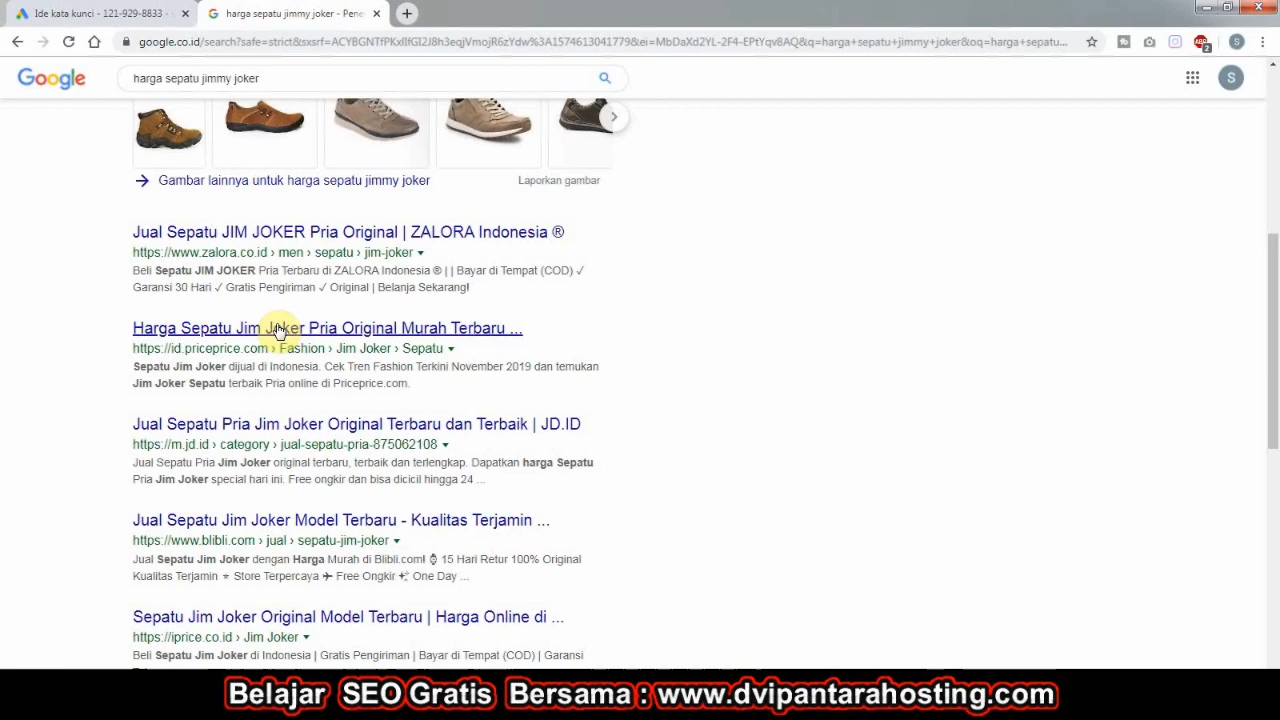 Ide kata kunci - 121-929-8833 -
harga sepatu jimmy joker - Pene
google.co.id/search?safe=strict&sxsrf=ACYBGNTfPKxlIfGI2J8h3eqjVmojR6zYdw%3A1574613041779&ei=MbDaXd2YL-2F4-EPtYqv8AQ&q=harga+sepatu+jimmy+joker&oq=harga+sepatu...
2
S
Google
harga sepatu jimmy joker
S
Gambar lainnya untuk harga sepatu jimmy joker
Laporkan gambar
Jual Sepatu JIM JOKER Pria Original | ZALORA Indonesia ®
https://www.zalora.co.id › men › sepatu › jim-joker
Beli Sepatu JIM JOKER Pria Terbaru di ZALORA Indonesia ® | | Bayar di Tempat (COD) ✓
Garansi 30 Hari ✓ Gratis Pengiriman ✓ Original | Belanja Sekarang!
Harga Sepatu Jim Joker Pria Original Murah Terbaru ...
https://id.priceprice.com › Fashion › Jim Joker › Sepatu
Sepatu Jim Joker dijual di Indonesia. Cek Tren Fashion Terkini November 2019 dan temukan
Jim Joker Sepatu terbaik Pria online di Priceprice.com.
Jual Sepatu Pria Jim Joker Original Terbaru dan Terbaik | JD.ID
https://m.jd.id › category › jual-sepatu-pria-875062108
Jual Sepatu Pria Jim Joker original terbaru, terbaik dan terlengkap. Dapatkan harga Sepatu
Pria Jim Joker special hari ini. Free ongkir dan bisa dicicil hingga 24 ...
Jual Sepatu Jim Joker Model Terbaru - Kualitas Terjamin ...
https://www.blibli.com › jual › sepatu-jim-joker
Jual Sepatu Jim Joker dengan Harga Murah di Blibli.com! ⌚ 15 Hari Retur 100% Original
Kualitas Terjamin ⭐ Store Terpercaya ✈ Free Ongkir ✨ One Day ...
Sepatu Jim Joker Original Model Terbaru | Harga Online di ...
https://iprice.co.id › Jim Joker
Beli Sepatu Jim Joker di Indonesia | Gratis Pengiriman | Bayar di Tempat (COD) | Garansi
Belajar SEO Gratis Bersama : www.dvipantarahosting.com